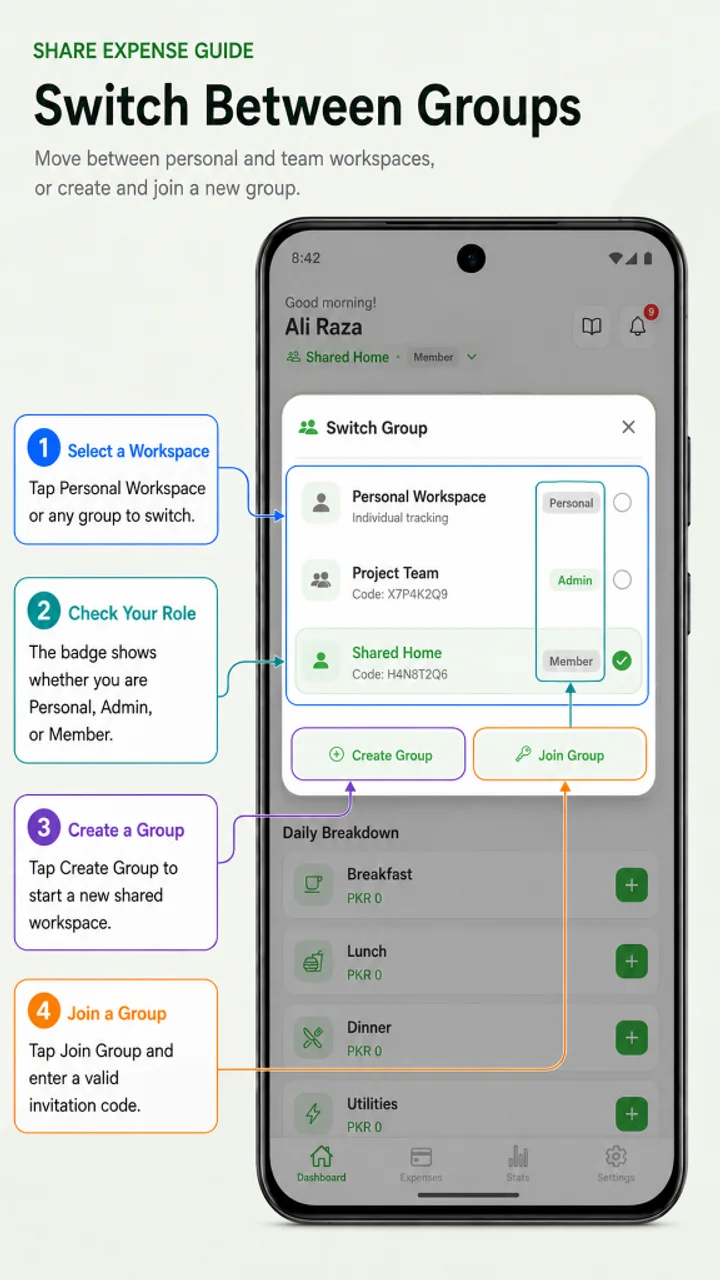 SHARE EXPENSE GUIDE
Switch Between Groups
Move between personal and team workspaces,
or create and join a new group.
8:42
Good morning!
Ali Raza
9
Shared Home · Member
Switch Group
1 Select a Workspace
Tap Personal Workspace
or any group to switch.
Personal Workspace
Individual tracking
Personal
Project Team
Code: X7P4K2Q9
Admin
2 Check Your Role
The badge shows
whether you are
Personal, Admin,
or Member.
Shared Home
Code: H4N8T2Q6
Member
Create Group
Join Group
3 Create a Group
Tap Create Group to
start a new shared
workspace.
Daily Breakdown
Breakfast
PKR 0
Lunch
PKR 0
4 Join a Group
Tap Join Group and
enter a valid
invitation code.
Dinner
PKR 0
Utilities
PKR 0
Dashboard
Expenses
Stats
Settings